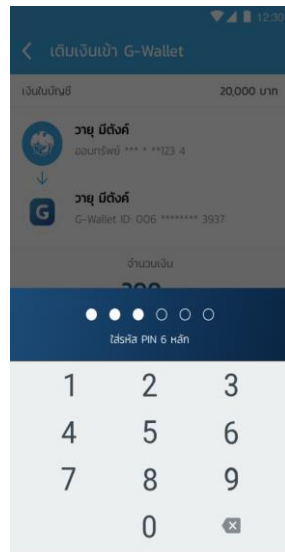 12:30
เติมเงินเข้า G-Wallet
เงินในบัญชี 20,000 บาท
วายุ มีตังค์
ออมทรัพย์ *** * **123 4
วายุ มีตังค์
G-Wallet ID: 006 ******** 3937
จำนวนเงิน
ใส่รหัส PIN 6 หลัก
1 2 3
4 5 6
7 8 9
0